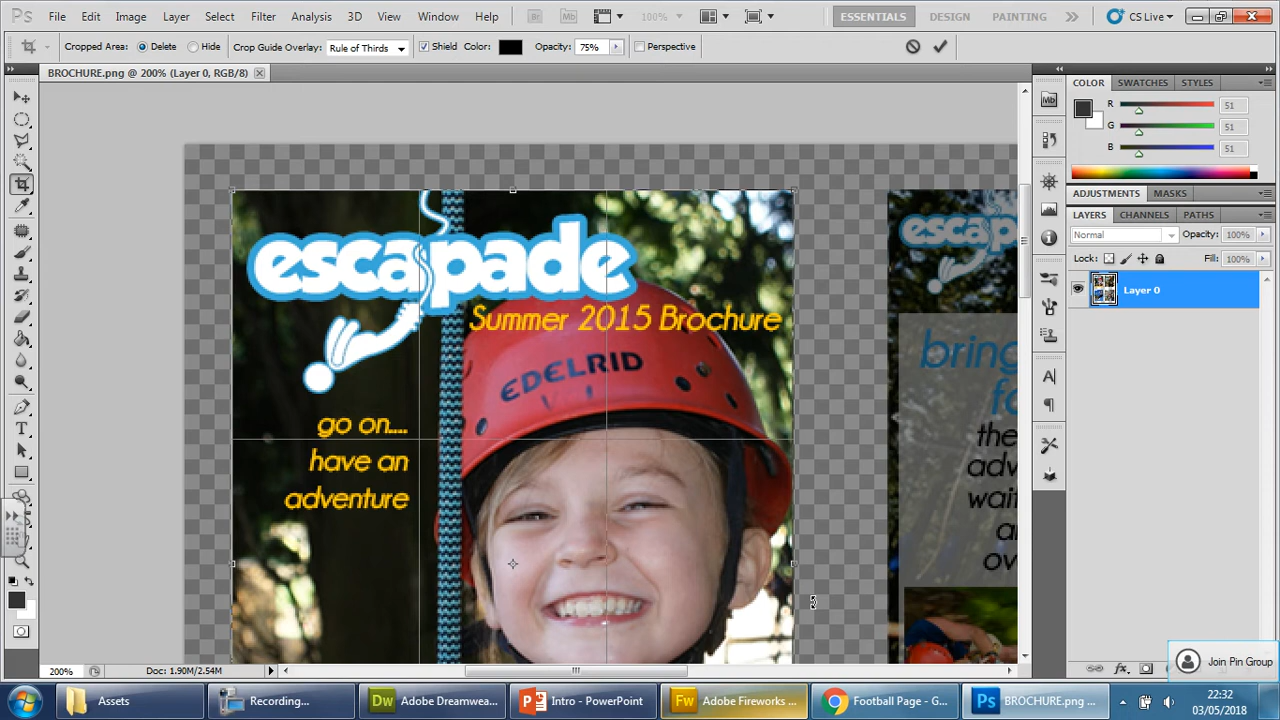 Ps File Edit Image Layer Select Filter Analysis 3D View Window Help Br Mb 100% ESSENTIALS DESIGN PAINTING CS Live
Cropped Area: Delete Hide Crop Guide Overlay: Rule of Thirds Shield Color: Opacity: 75% Perspective
BROCHURE.png @ 200% (Layer 0, RGB/8)
COLOR SWATCHES STYLES
R 51
G 51
B 51
ADJUSTMENTS MASKS
LAYERS CHANNELS PATHS
Normal Opacity: 100%
Lock: Fill: 100%
Layer 0
escapade
Summer 2015 Brochure
EDELRID
go on....
have an
adventure
escap
bring
fo
the
adv
wait
an
ov
200% Doc: 1.90M/2.54M
Join Pin Group
Assets Recording... Dw Adobe Dreamwea... Intro - PowerPoint Fw Adobe Fireworks ... Football Page - G... Ps BROCHURE.png ...
22:32
03/05/2018